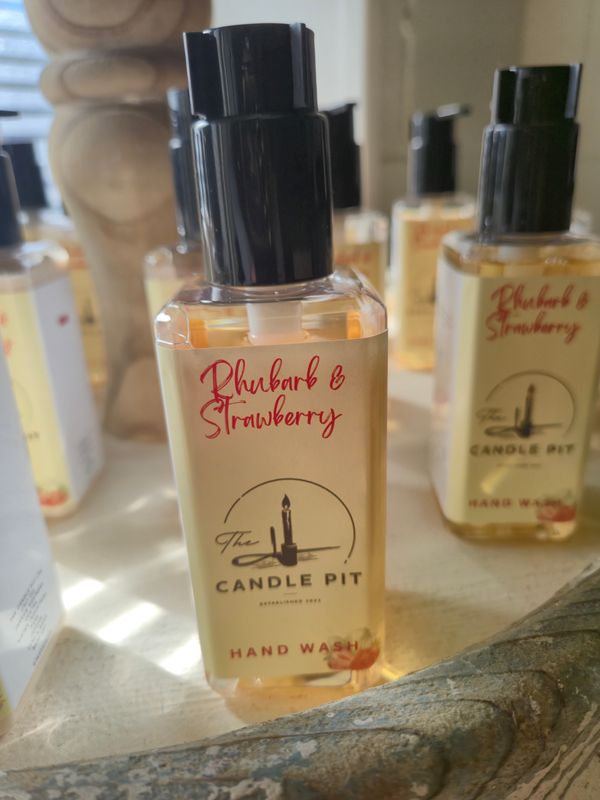 Rhubarb &
Strawberry
The
CANDLE PIT
ESTABLISHED 2022
HAND WASH
Rhubarb &
Strawberry
The
CANDLE PIT
HAND WASH